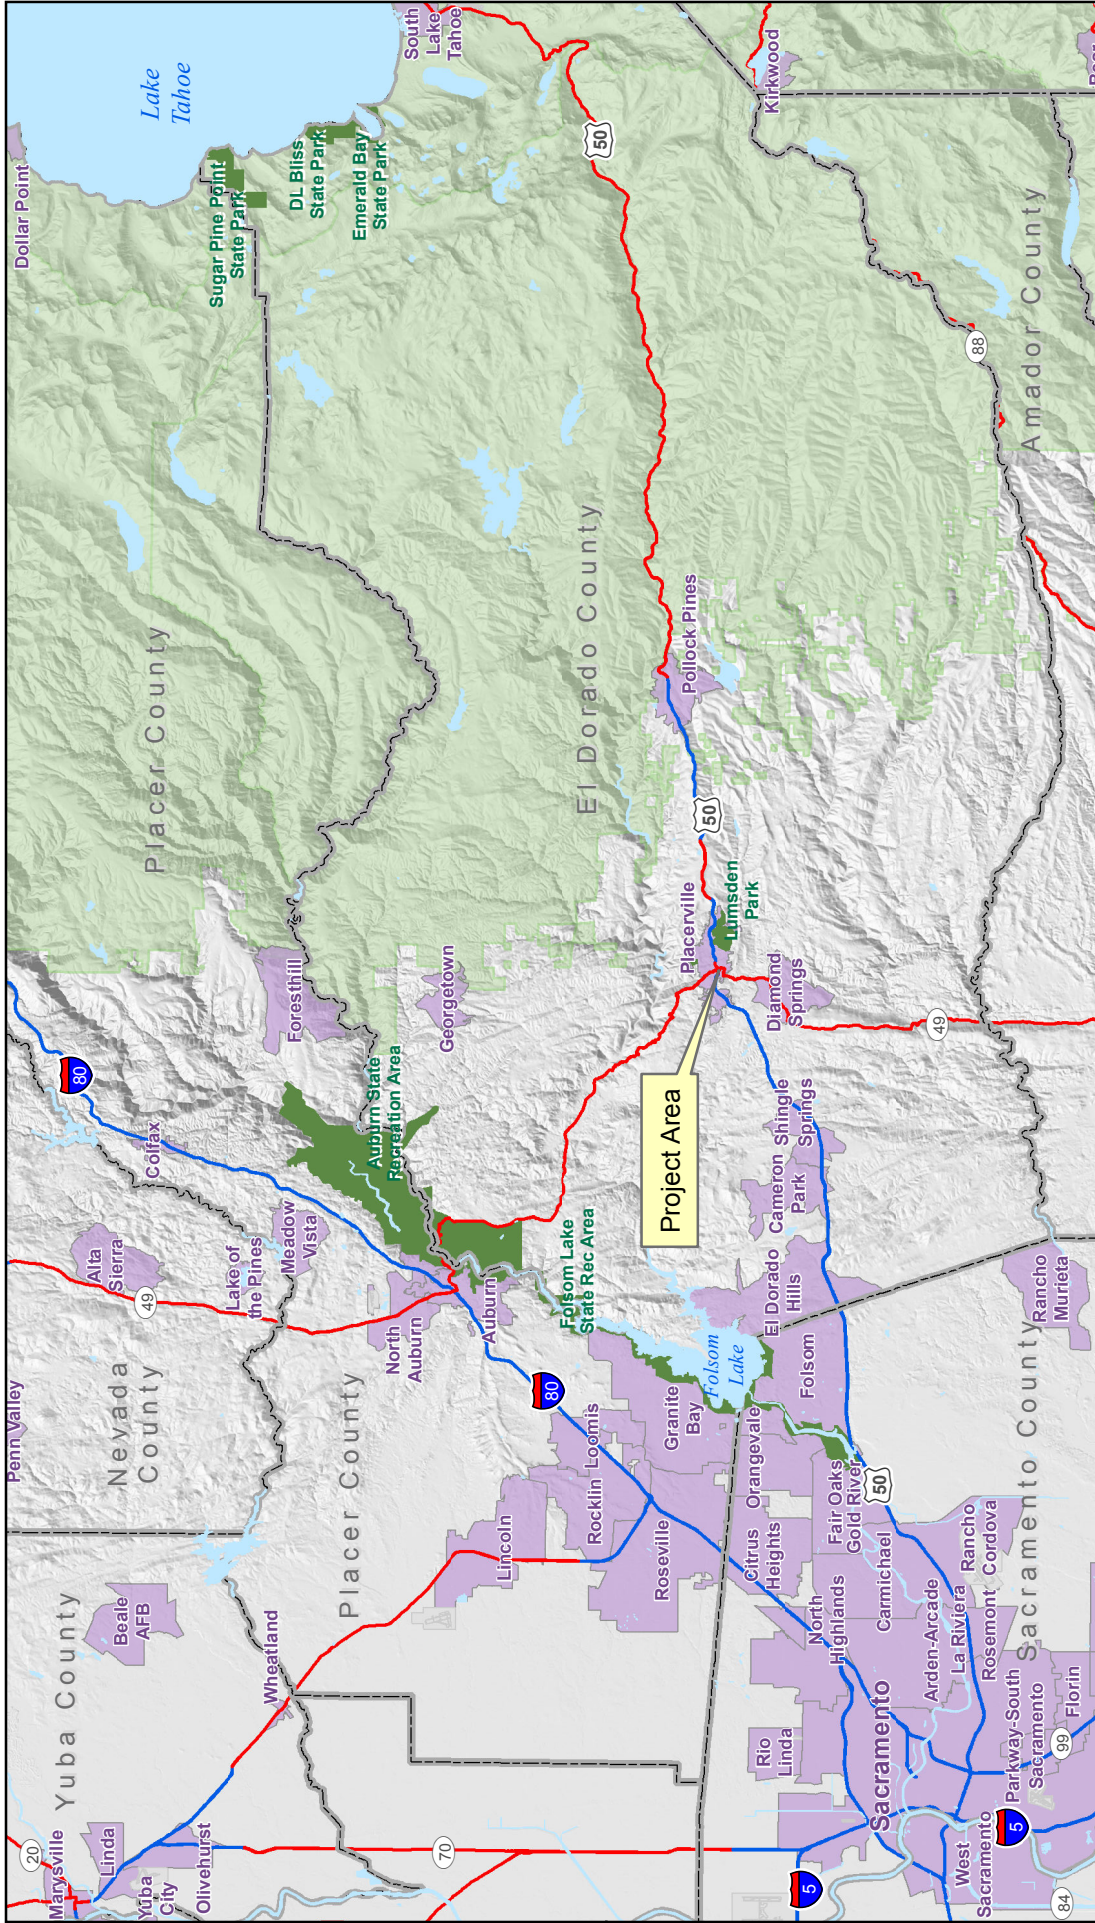 Marysville
20
Linda
Yuba
City
Olivehurst
Yuba County
Beale
AFB
Wheatland
70
Penn Valley
Nevada
County
49
Alta
Sierra
Lake of
the Pines
Meadow
Vista
Colfax
80
Placer County
Lincoln
North
Auburn
Auburn
80
Rocklin
Loomis
Roseville
Granite
Bay
Folsom Lake
State Rec Area
Auburn State
Recreation Area
Foresthill
Georgetown
Placer County
Dollar Point
Lake
Tahoe
Sugar Pine Point
State Park
DL Bliss
State Park
Emerald Bay
State Park
South
Lake
Tahoe
50
Kirkwood
El Dorado County
Pollock Pines
50
Placerville
Lumsden
Park
Project Area
Diamond
Springs
49
Shingle
Springs
Cameron
Park
El Dorado
Hills
Folsom
Lake
Folsom
Orangevale
Citrus
Heights
Fair Oaks
Gold River
50
North
Highlands
Carmichael
Rancho
Cordova
Arden-Arcade
La Riviera
Rosemont
Rio
Linda
Sacramento
Parkway-South
Sacramento
Florin
99
West
Sacramento
5
5
84
Sacramento County
Rancho
Murieta
88
Amador County